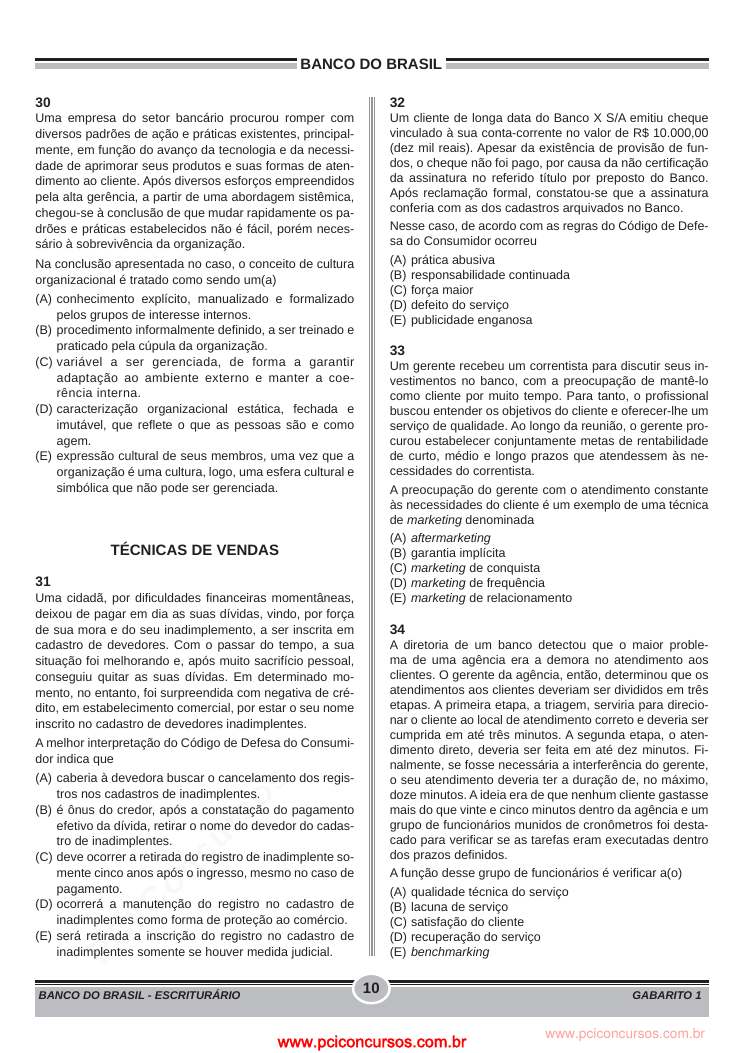 BANCO DO BRASIL
30
Uma empresa do setor bancário procurou romper com
diversos padrões de ação e práticas existentes, principal-
mente, em função do avanço da tecnologia e da necessi-
dade de aprimorar seus produtos e suas formas de aten-
dimento ao cliente. Após diversos esforços empreendidos
pela alta gerência, a partir de uma abordagem sistêmica,
chegou-se à conclusão de que mudar rapidamente os pa-
drões e práticas estabelecidos não é fácil, porém neces-
sário à sobrevivência da organização.
Na conclusão apresentada no caso, o conceito de cultura
organizacional é tratado como sendo um(a)
(A) conhecimento explícito, manualizado e formalizado
pelos grupos de interesse internos.
(B) procedimento informalmente definido, a ser treinado e
praticado pela cúpula da organização.
(C) variável a ser gerenciada, de forma a garantir
adaptação ao ambiente externo e manter a coe-
rência interna.
(D) caracterização organizacional estática, fechada e
imutável, que reflete o que as pessoas são e como
agem.
(E) expressão cultural de seus membros, uma vez que a
organização é uma cultura, logo, uma esfera cultural e
simbólica que não pode ser gerenciada.
TÉCNICAS DE VENDAS
31
Uma cidadã, por dificuldades financeiras momentâneas,
deixou de pagar em dia as suas dívidas, vindo, por força
de sua mora e do seu inadimplemento, a ser inscrita em
cadastro de devedores. Com o passar do tempo, a sua
situação foi melhorando e, após muito sacrifício pessoal,
conseguiu quitar as suas dívidas. Em determinado mo-
mento, no entanto, foi surpreendida com negativa de cré-
dito, em estabelecimento comercial, por estar o seu nome
inscrito no cadastro de devedores inadimplentes.
A melhor interpretação do Código de Defesa do Consumi-
dor indica que
(A) caberia à devedora buscar o cancelamento dos regis-
tros nos cadastros de inadimplentes.
(B) é ônus do credor, após a constatação do pagamento
efetivo da dívida, retirar o nome do devedor do cadas-
tro de inadimplentes.
(C) deve ocorrer a retirada do registro de inadimplente so-
mente cinco anos após o ingresso, mesmo no caso de
pagamento.
(D) ocorrerá a manutenção do registro no cadastro de
inadimplentes como forma de proteção ao comércio.
(E) será retirada a inscrição do registro no cadastro de
inadimplentes somente se houver medida judicial.
32
Um cliente de longa data do Banco X S/A emitiu cheque
vinculado à sua conta-corrente no valor de R$ 10.000,00
(dez mil reais). Apesar da existência de provisão de fun-
dos, o cheque não foi pago, por causa da não certificação
da assinatura no referido título por preposto do Banco.
Após reclamação formal, constatou-se que a assinatura
conferia com as dos cadastros arquivados no Banco.
Nesse caso, de acordo com as regras do Código de Defe-
sa do Consumidor ocorreu
(A) prática abusiva
(B) responsabilidade continuada
(C) força maior
(D) defeito do serviço
(E) publicidade enganosa
33
Um gerente recebeu um correntista para discutir seus in-
vestimentos no banco, com a preocupação de mantê-lo
como cliente por muito tempo. Para tanto, o profissional
buscou entender os objetivos do cliente e oferecer-lhe um
serviço de qualidade. Ao longo da reunião, o gerente pro-
curou estabelecer conjuntamente metas de rentabilidade
de curto, médio e longo prazos que atendessem às ne-
cessidades do correntista.
A preocupação do gerente com o atendimento constante
às necessidades do cliente é um exemplo de uma técnica
de marketing denominada
(A) aftermarketing
(B) garantia implícita
(C) marketing de conquista
(D) marketing de frequência
(E) marketing de relacionamento
34
A diretoria de um banco detectou que o maior proble-
ma de uma agência era a demora no atendimento aos
clientes. O gerente da agência, então, determinou que os
atendimentos aos clientes deveriam ser divididos em três
etapas. A primeira etapa, a triagem, serviria para direcio-
nar o cliente ao local de atendimento correto e deveria ser
cumprida em até três minutos. A segunda etapa, o aten-
dimento direto, deveria ser feita em até dez minutos. Fi-
nalmente, se fosse necessária a interferência do gerente,
o seu atendimento deveria ter a duração de, no máximo,
doze minutos. A ideia era de que nenhum cliente gastasse
mais do que vinte e cinco minutos dentro da agência e um
grupo de funcionários munidos de cronômetros foi desta-
cado para verificar se as tarefas eram executadas dentro
dos prazos definidos.
A função desse grupo de funcionários é verificar a(o)
(A) qualidade técnica do serviço
(B) lacuna de serviço
(C) satisfação do cliente
(D) recuperação do serviço
(E) benchmarking
BANCO DO BRASIL - ESCRITURÁRIO
10
GABARITO 1
www.pciconcursos.com.br
www.pciconcursos.com.br